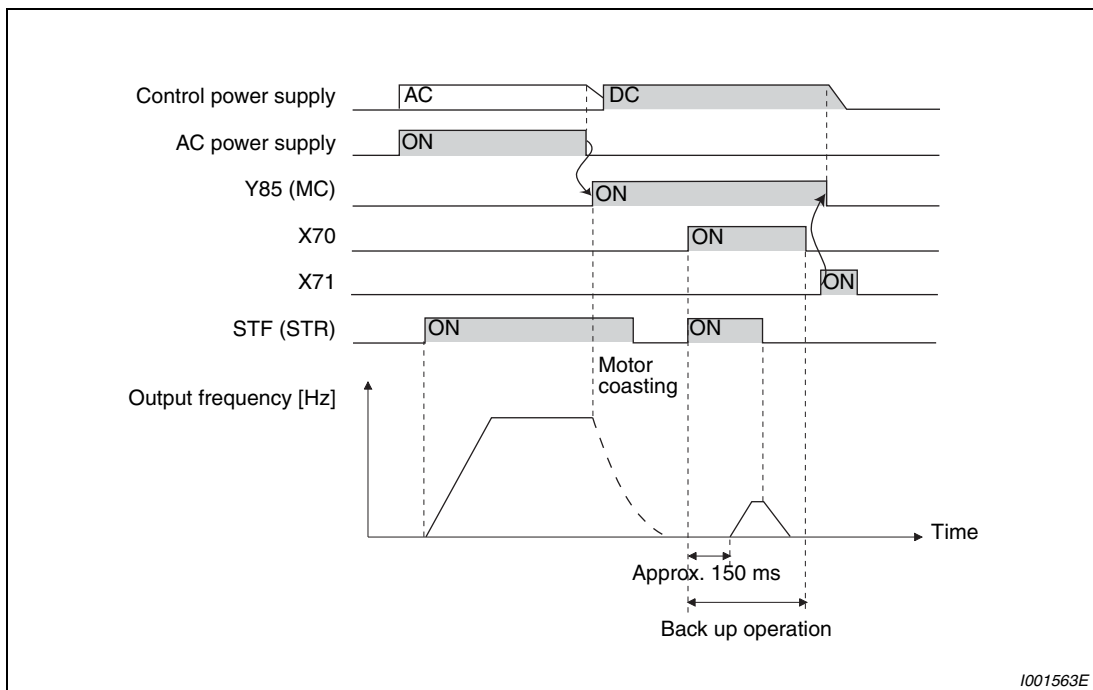 Control power supply
AC
DC
AC power supply
ON
Y85 (MC)
ON
X70
ON
X71
ON
STF (STR)
ON
ON
Motor
coasting
Output frequency [Hz]
Time
Approx. 150 ms
Back up operation
I001563E